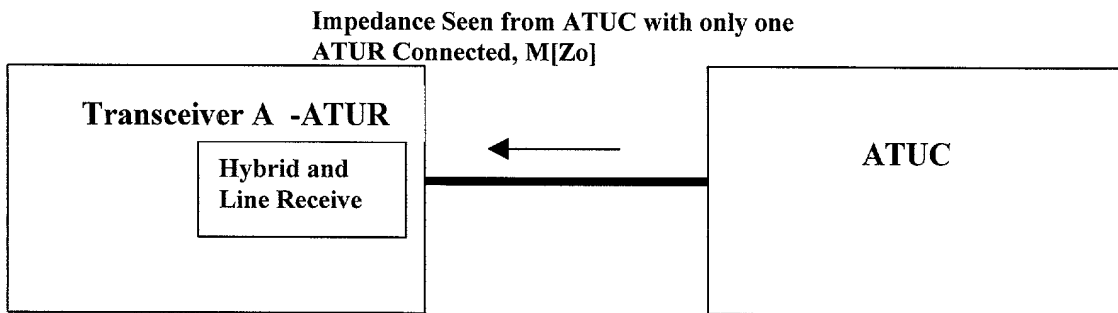 Impedance Seen from ATUC with only one
ATUR Connected, M[Zo]
Transceiver A -ATUR
Hybrid and
Line Receive
ATUC